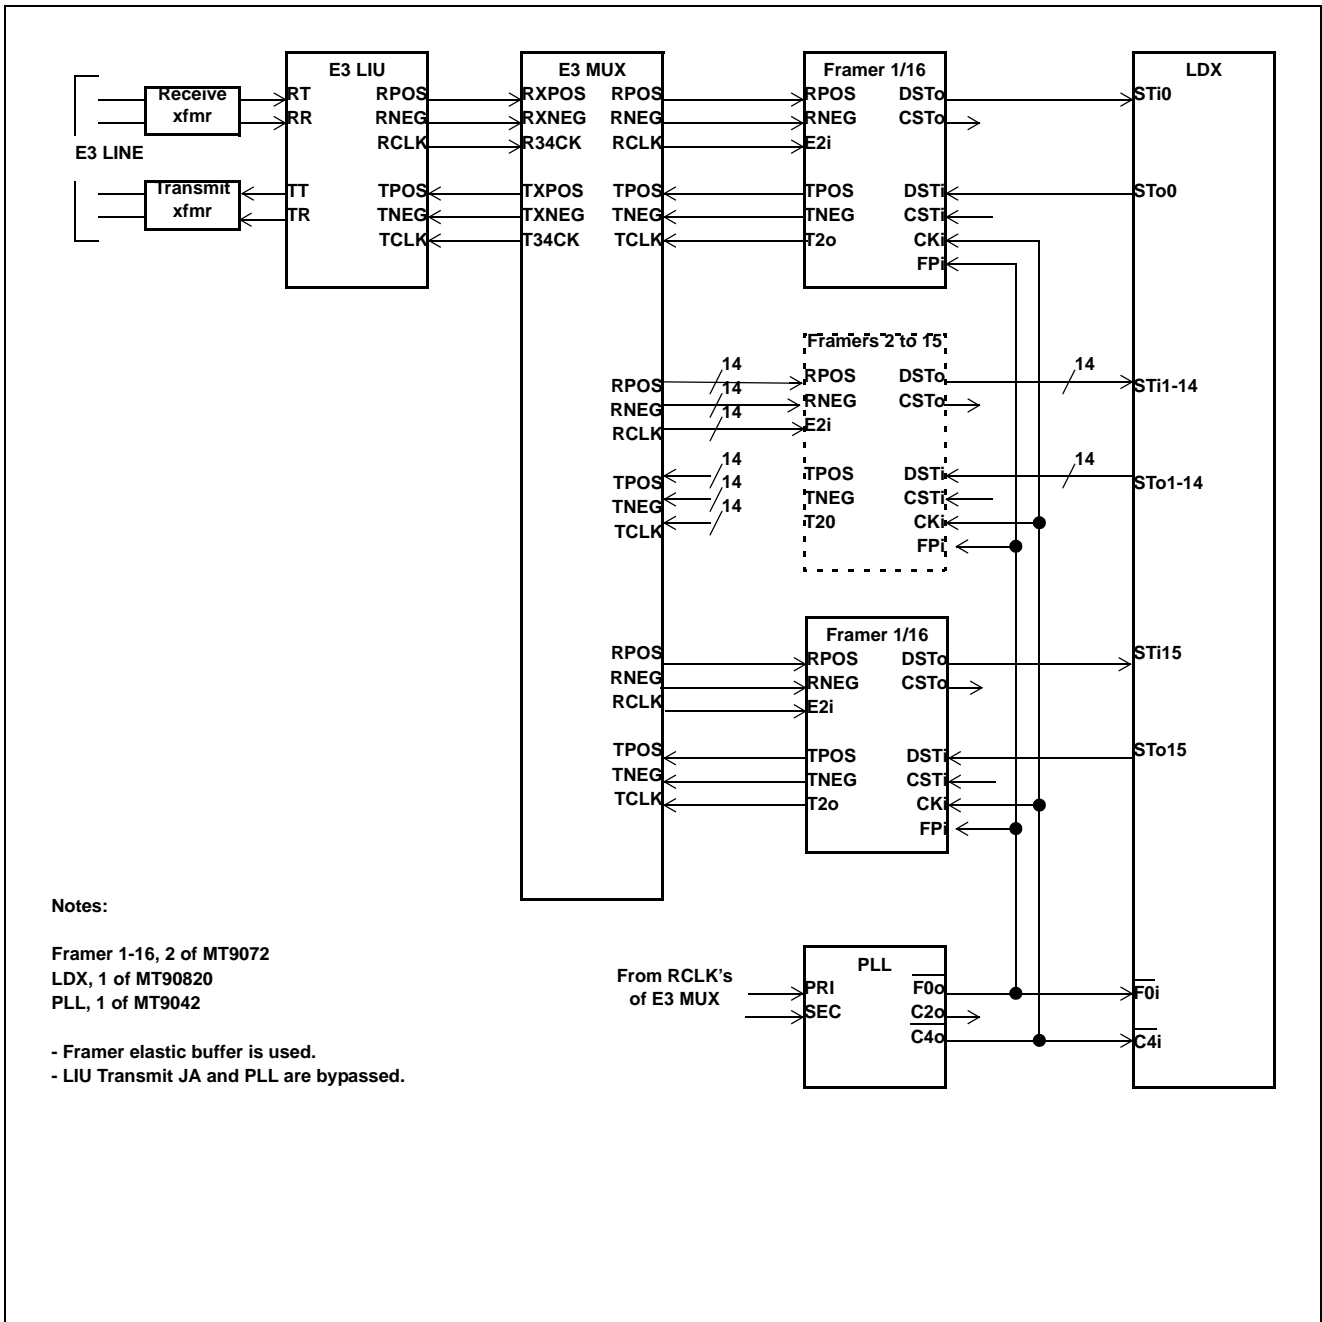 E3 LIU
E3 MUX
Framer 1/16
LDX
Receive
xfmr
RT
RR
RPOS
RNEG
RCLK
RXPOS
RXNEG
R34CK
RPOS
RNEG
RCLK
RPOS
RNEG
E2i
DSTo
CSTo
STi0
E3 LINE
Transmit
xfmr
TT
TR
TPOS
TNEG
TCLK
TXPOS
TXNEG
T34CK
TPOS
TNEG
TCLK
TPOS
TNEG
T2o
DSTi
CSTi
CKi
FPi
STo0
Framers 2 to 15
RPOS
RNEG
RCLK
14
14
14
RPOS
RNEG
E2i
DSTo
CSTo
14
STi1-14
TPOS
TNEG
TCLK
14
14
14
TPOS
TNEG
T20
DSTi
CSTi
CKi
FPi
14
STo1-14
Framer 1/16
RPOS
RNEG
RCLK
RPOS
RNEG
E2i
DSTo
CSTo
STi15
TPOS
TNEG
TCLK
TPOS
TNEG
T2o
DSTi
CSTi
CKi
FPi
STo15
Notes:
Framer 1-16, 2 of MT9072
LDX, 1 of MT90820
PLL, 1 of MT9042
- Framer elastic buffer is used.
- LIU Transmit JA and PLL are bypassed.
From RCLK's
of E3 MUX
PLL
PRI
SEC
F0o
C2o
C4o
F0i
C4i